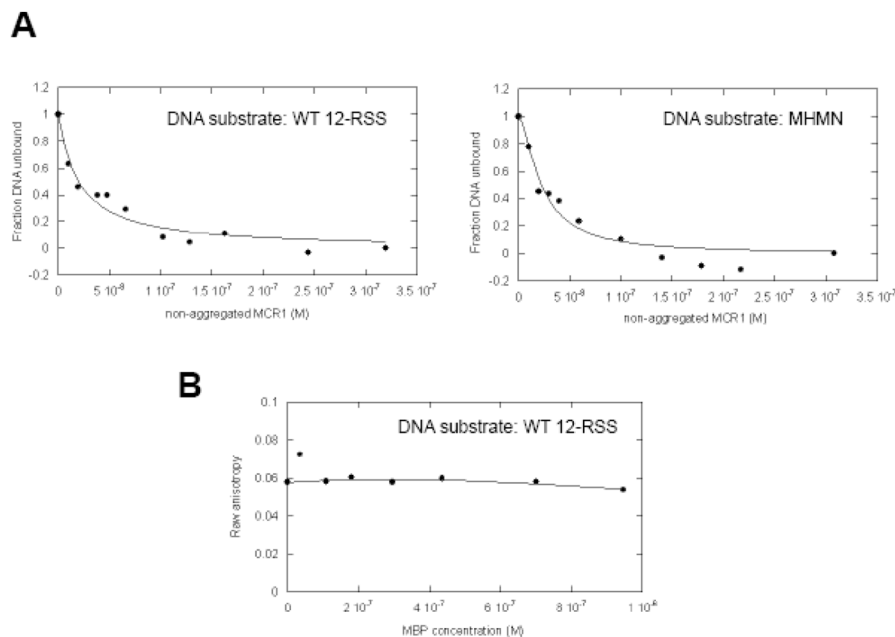 A
1.2
1
0.8
0.6
0.4
0.2
0
-0.2
Fraction DNA unbound
DNA substrate: WT 12-RSS
0 5 10⁻⁸ 1 10⁻⁷ 1.5 10⁻⁷ 2 10⁻⁷ 2.5 10⁻⁷ 3 10⁻⁷ 3.5 10⁻⁷
non-aggregated MCR1 (M)
1.2
1
0.8
0.6
0.4
0.2
0
-0.2
Fraction DNA unbound
DNA substrate: MHMN
0 5 10⁻⁸ 1 10⁻⁷ 1.5 10⁻⁷ 2 10⁻⁷ 2.5 10⁻⁷ 3 10⁻⁷ 3.5 10⁻⁷
non-aggregated MCR1 (M)
B
0.1
0.08
0.06
0.04
0.02
0
Raw anisotropy
DNA substrate: WT 12-RSS
0 2 10⁻⁷ 4 10⁻⁷ 6 10⁻⁷ 8 10⁻⁷ 1 10⁻⁶
MBP concentration (M)